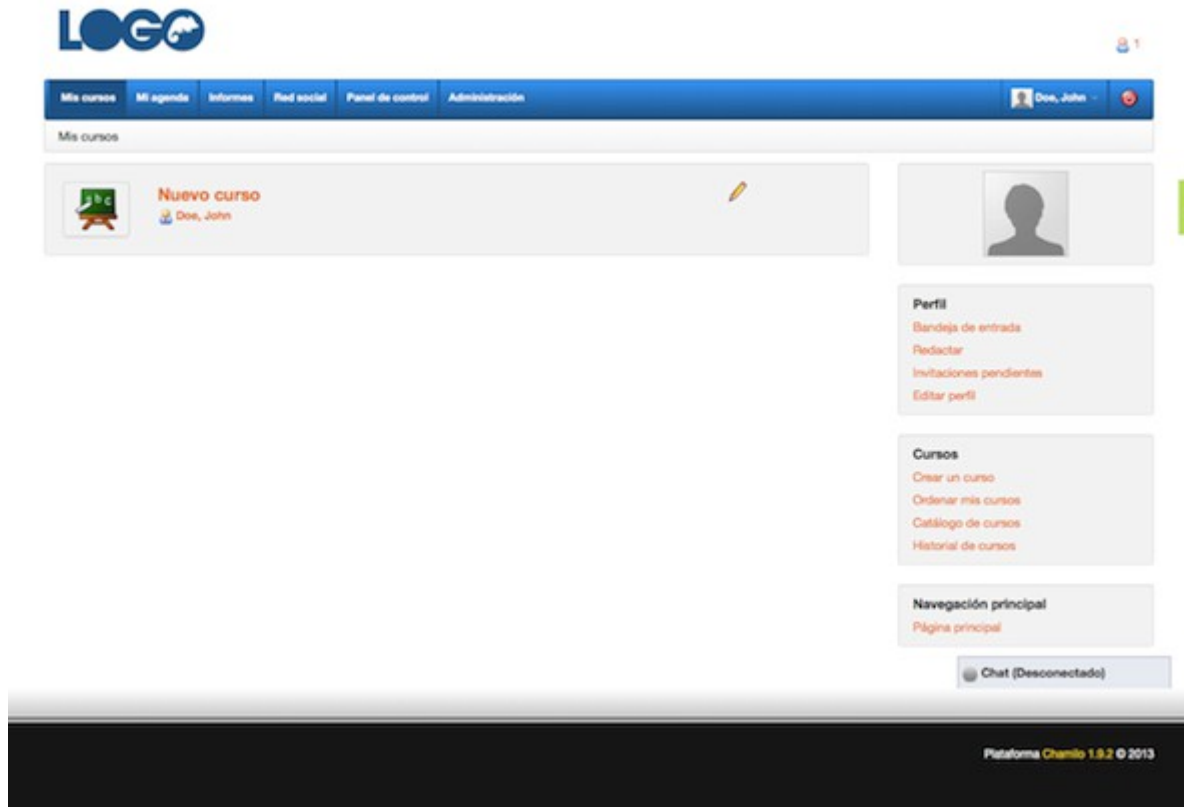 LOGO
1
Mis cursos Mi agenda Informes Red social Panel de control Administración Doe, John
Mis cursos
abc
Nuevo curso
Doe, John
Perfil
Bandeja de entrada
Redactar
Invitaciones pendientes
Editar perfil
Cursos
Crear un curso
Ordenar mis cursos
Catálogo de cursos
Historial de cursos
Navegación principal
Página principal
Chat (Desconectado)
Plataforma Chamilo 1.9.2 © 2013